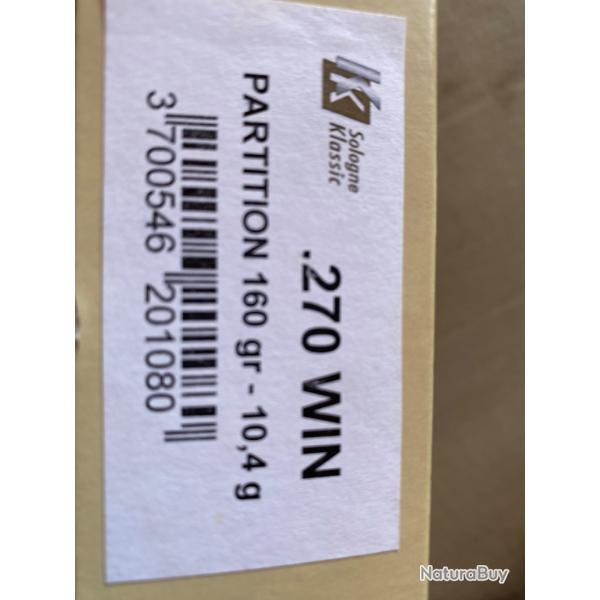 K
Sologne
Klassic
.270 WIN
PARTITION 160 gr - 10,4 g
3 700546 201080
NaturaBuy